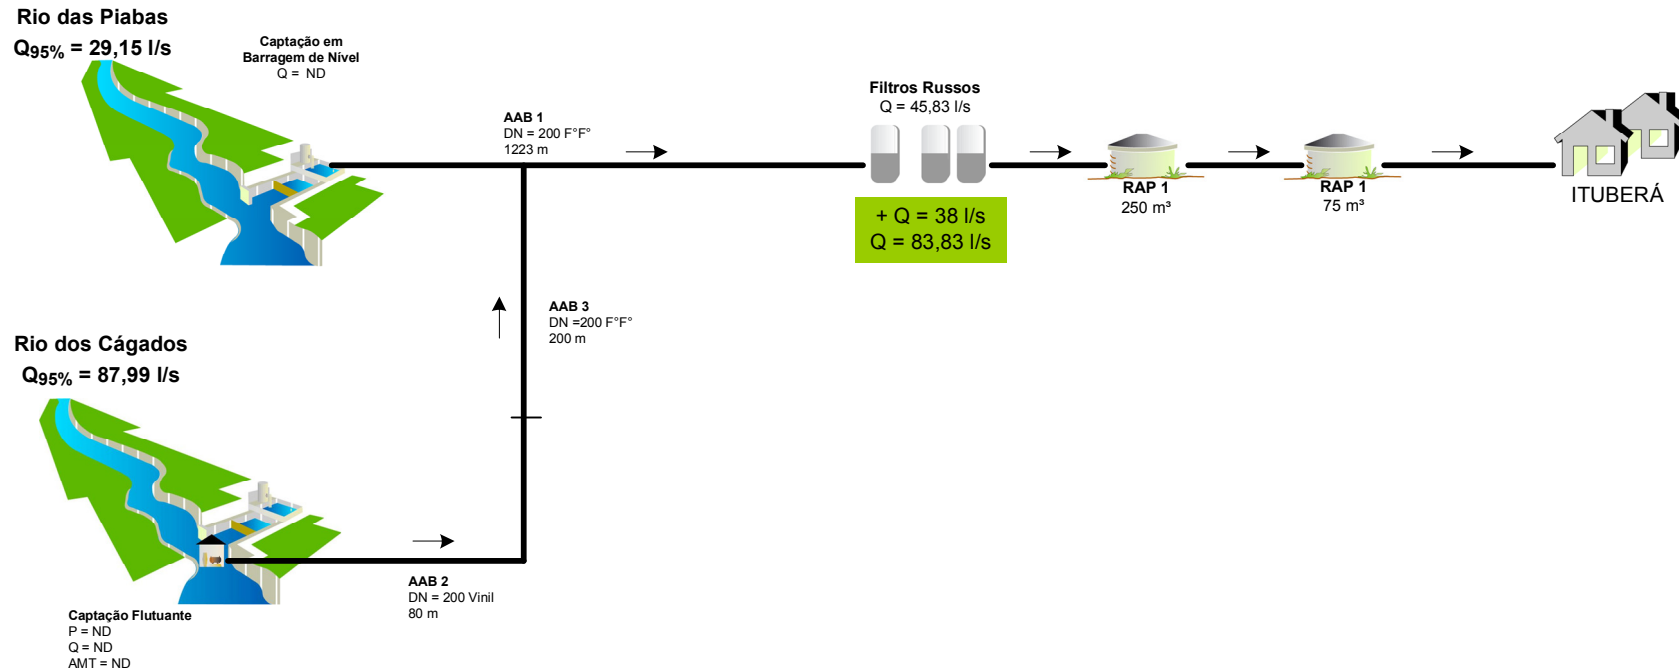 Rio das Piabas
Q95% = 29,15 l/s
Captação em
Barragem de Nível
Q = ND
AAB 1
DN = 200 F°F°
1223 m
Filtros Russos
Q = 45,83 l/s
+ Q = 38 l/s
Q = 83,83 l/s
RAP 1
250 m³
RAP 1
75 m³
ITUBERÁ
AAB 3
DN =200 F°F°
200 m
Rio dos Cágados
Q95% = 87,99 l/s
AAB 2
DN = 200 Vinil
80 m
Captação Flutuante
P = ND
Q = ND
AMT = ND